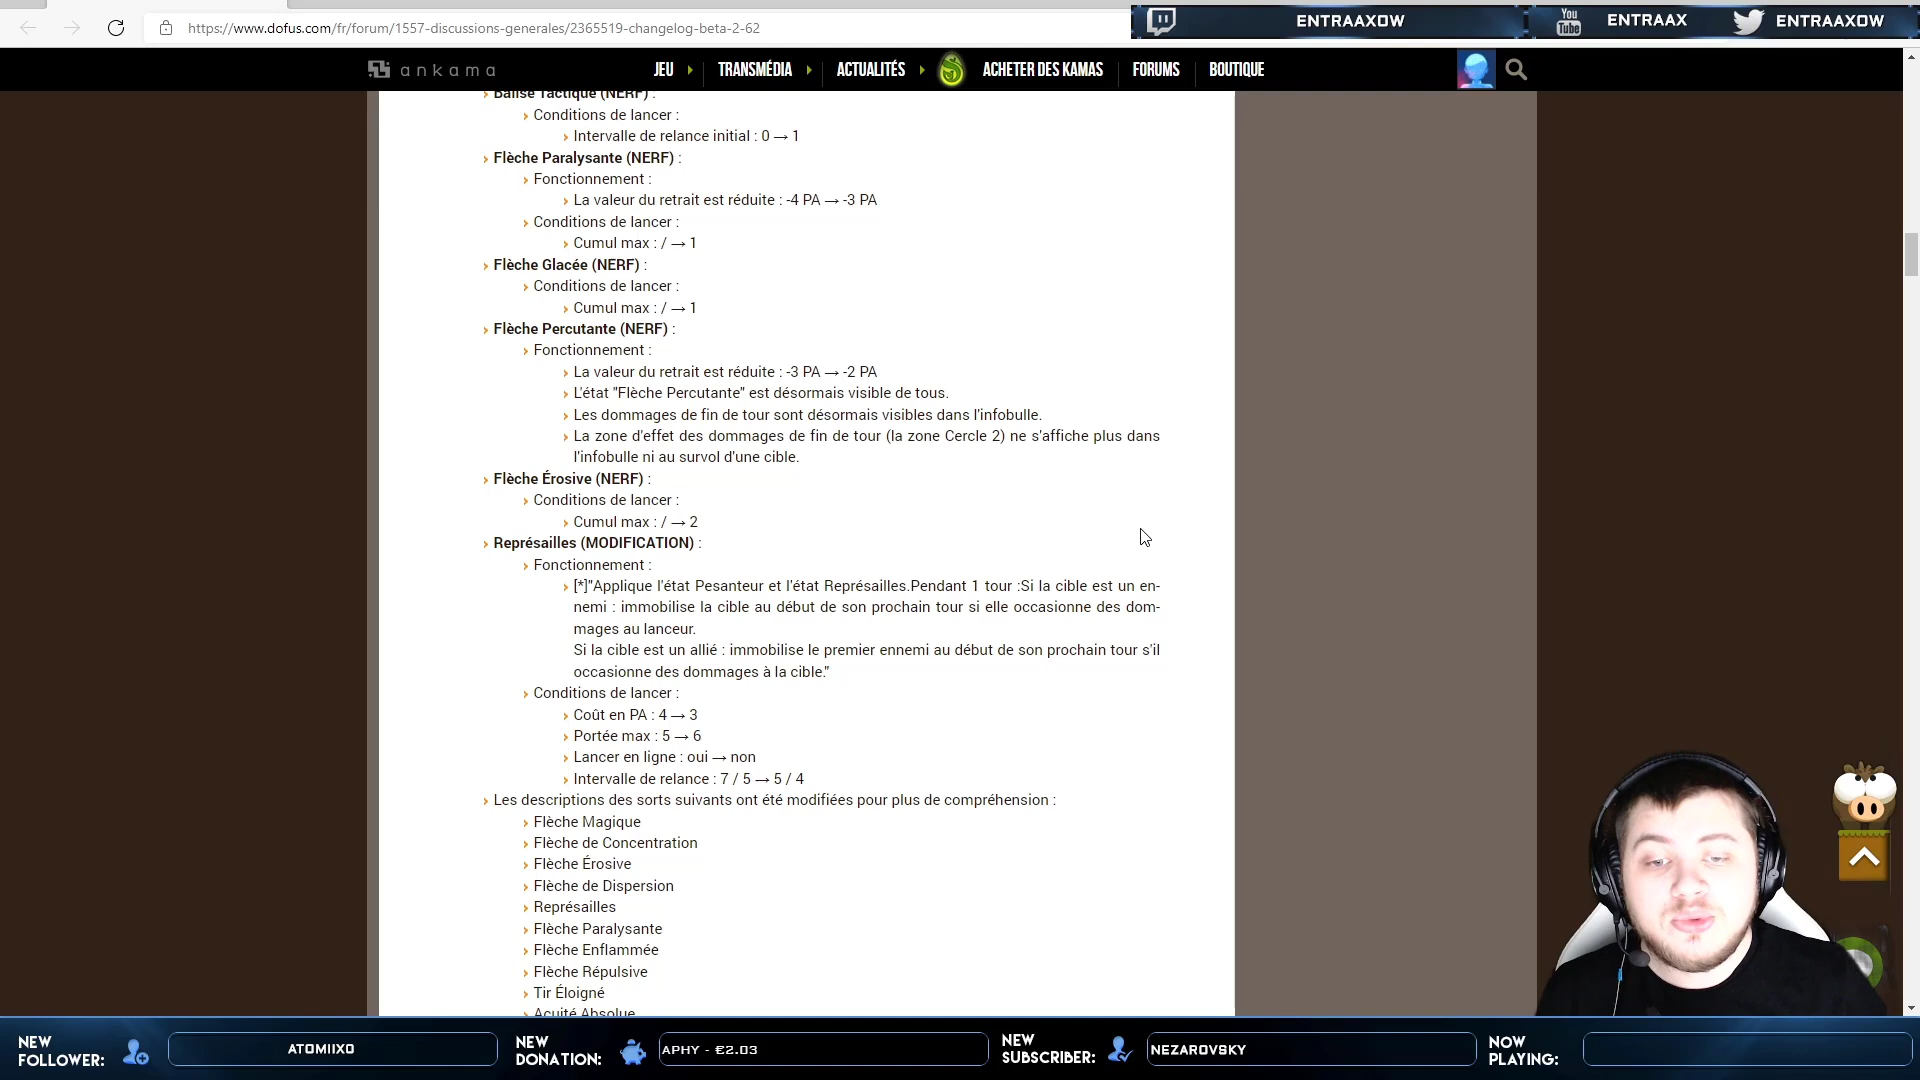 https://www.dofus.com/fr/forum/1557-discussions-generales/2365519-changelog-beta-2-62
ENTRAAXOW
You Tube
ENTRAAX
ENTRAAXOW
ankama
JEU
TRANSMÉDIA
ACTUALITÉS
ACHETER DES KAMAS
FORUMS
BOUTIQUE
Balise Tactique (NERF) :
Conditions de lancer :
Intervalle de relance initial : 0 → 1
Flèche Paralysante (NERF) :
Fonctionnement :
La valeur du retrait est réduite : -4 PA → -3 PA
Conditions de lancer :
Cumul max : / → 1
Flèche Glacée (NERF) :
Conditions de lancer :
Cumul max : / → 1
Flèche Percutante (NERF) :
Fonctionnement :
La valeur du retrait est réduite : -3 PA → -2 PA
L'état "Flèche Percutante" est désormais visible de tous.
Les dommages de fin de tour sont désormais visibles dans l'infobulle.
La zone d'effet des dommages de fin de tour (la zone Cercle 2) ne s'affiche plus dans
l'infobulle ni au survol d'une cible.
Flèche Érosive (NERF) :
Conditions de lancer :
Cumul max : / → 2
Représailles (MODIFICATION) :
Fonctionnement :
[*]"Applique l'état Pesanteur et l'état Représailles.Pendant 1 tour :Si la cible est un en-
nemi : immobilise la cible au début de son prochain tour si elle occasionne des dom-
mages au lanceur.
Si la cible est un allié : immobilise le premier ennemi au début de son prochain tour s'il
occasionne des dommages à la cible."
Conditions de lancer :
Coût en PA : 4 → 3
Portée max : 5 → 6
Lancer en ligne : oui → non
Intervalle de relance : 7 / 5 → 5 / 4
Les descriptions des sorts suivants ont été modifiées pour plus de compréhension :
Flèche Magique
Flèche de Concentration
Flèche Érosive
Flèche de Dispersion
Représailles
Flèche Paralysante
Flèche Enflammée
Flèche Répulsive
Tir Éloigné
Acuité Absolue
NEW FOLLOWER:
ATOMIIXO
NEW DONATION:
APHY - €2.03
NEW SUBSCRIBER:
NEZAROVSKY
NOW PLAYING: